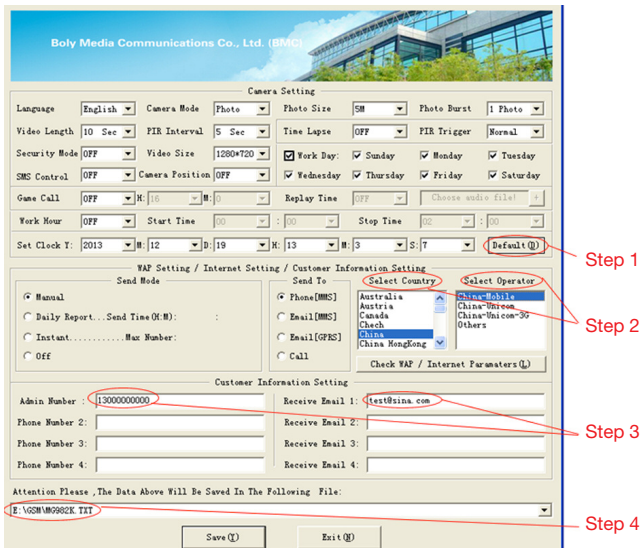 Boly Media Communications Co., Ltd. (BMC)
Camera Setting
Language English Camera Mode Photo Photo Size 5M Photo Burst 1 Photo
Video Length 10 Sec PIR Interval 5 Sec Time Lapse OFF PIR Trigger Normal
Security Mode OFF Video Size 1280*720 Work Day: Sunday Monday Tuesday
SMS Control OFF Camera Position OFF Wednesday Thursday Friday Saturday
Game Call OFF H: 16 M: 0 Replay Time OFF Choose audio file! +
Work Hour OFF Start Time 00 : 00 Stop Time 02 : 00
Set Clock Y: 2013 M: 12 D: 19 H: 13 M: 3 S: 7 Default(D)
Step 1
WAP Setting / Internet Setting / Customer Information Setting
Send Mode Send To Select Country Select Operator
Manual Phone[MMS] Australia China-Mobile
Austria China-Unicom
Daily Report...Send Time(H:M): : Email[MMS] Canada China-Unicom-3G
Chech Others
Instant............Max Number: Email[GPRS] China
China HongKong
Off Call Check WAP / Internet Paramaters(L)
Step 2
Customer Information Setting
Admin Number : 13000000000 Receive Email 1: test@sina.com
Phone Number 2: Receive Email 2:
Step 3
Phone Number 3: Receive Email 3:
Phone Number 4: Receive Email 4:
Attention Please ,The Data Above Will Be Saved In The Following File:
E:\GSM\MG982K.TXT
Step 4
Save(Y) Exit(N)